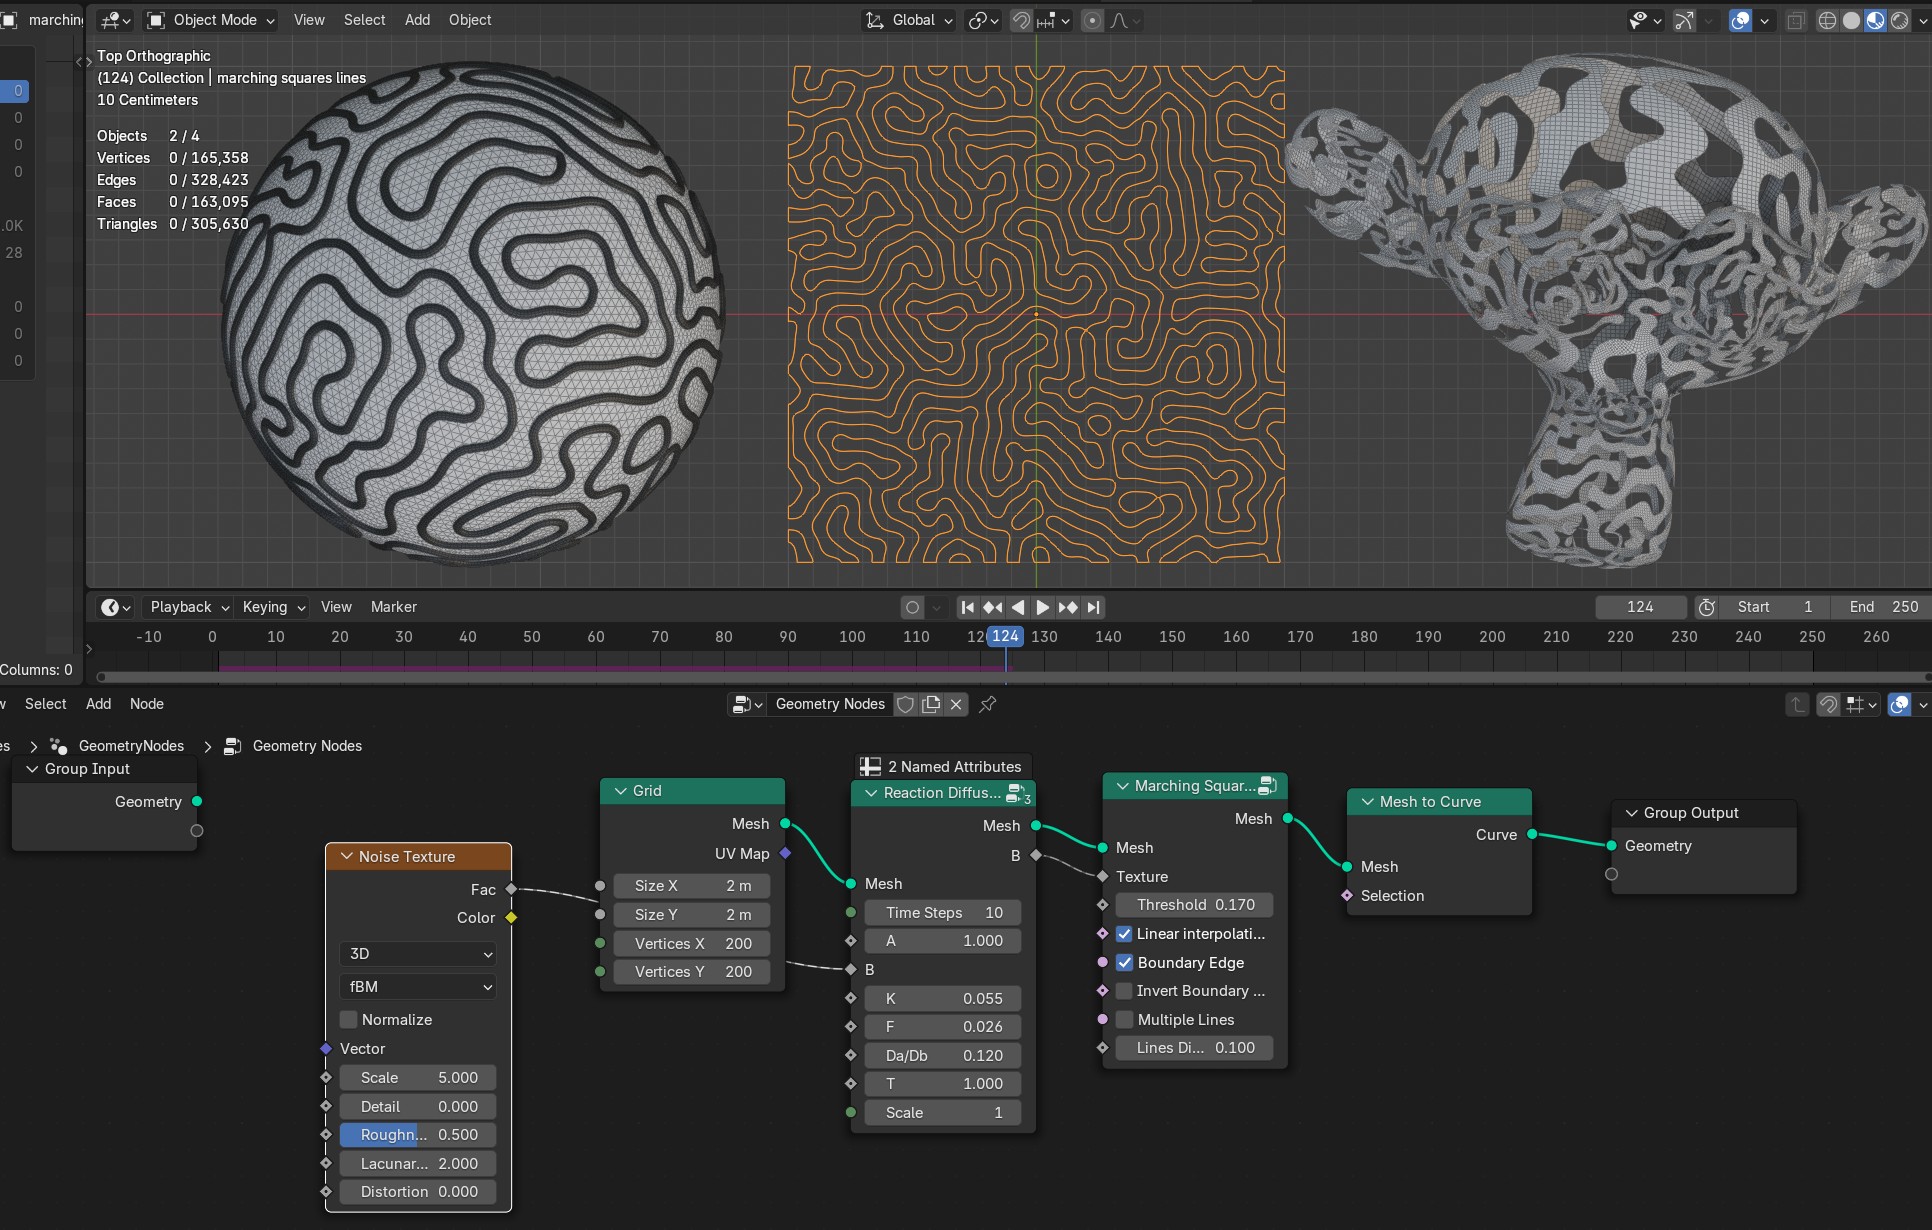 marching
Object Mode View Select Add Object
Global
Top Orthographic
(124) Collection | marching squares lines
10 Centimeters
Objects 2 / 4
Vertices 0 / 165,358
Edges 0 / 328,423
Faces 0 / 163,095
Triangles 0 / 305,630
0
0
0
0
.0K
28
0
0
0
Columns: 0
Playback Keying View Marker
124 Start 1 End 250
-10 0 10 20 30 40 50 60 70 80 90 100 110 12 124 130 140 150 160 170 180 190 200 210 220 230 240 250 260
w Select Add Node
Geometry Nodes
es > GeometryNodes > Geometry Nodes
Group Input
Geometry
Noise Texture
Fac
Color
3D
fBM
Normalize
Vector
Scale 5.000
Detail 0.000
Roughn... 0.500
Lacunar... 2.000
Distortion 0.000
Grid
Mesh
UV Map
Size X 2 m
Size Y 2 m
Vertices X 200
Vertices Y 200
2 Named Attributes
Reaction Diffus... 3
Mesh
B
Mesh
Time Steps 10
A 1.000
B
K 0.055
F 0.026
Da/Db 0.120
T 1.000
Scale 1
Marching Squar...
Mesh
Mesh
Texture
Threshold 0.170
Linear interpolati...
Boundary Edge
Invert Boundary ...
Multiple Lines
Lines Di... 0.100
Mesh to Curve
Curve
Mesh
Selection
Group Output
Geometry